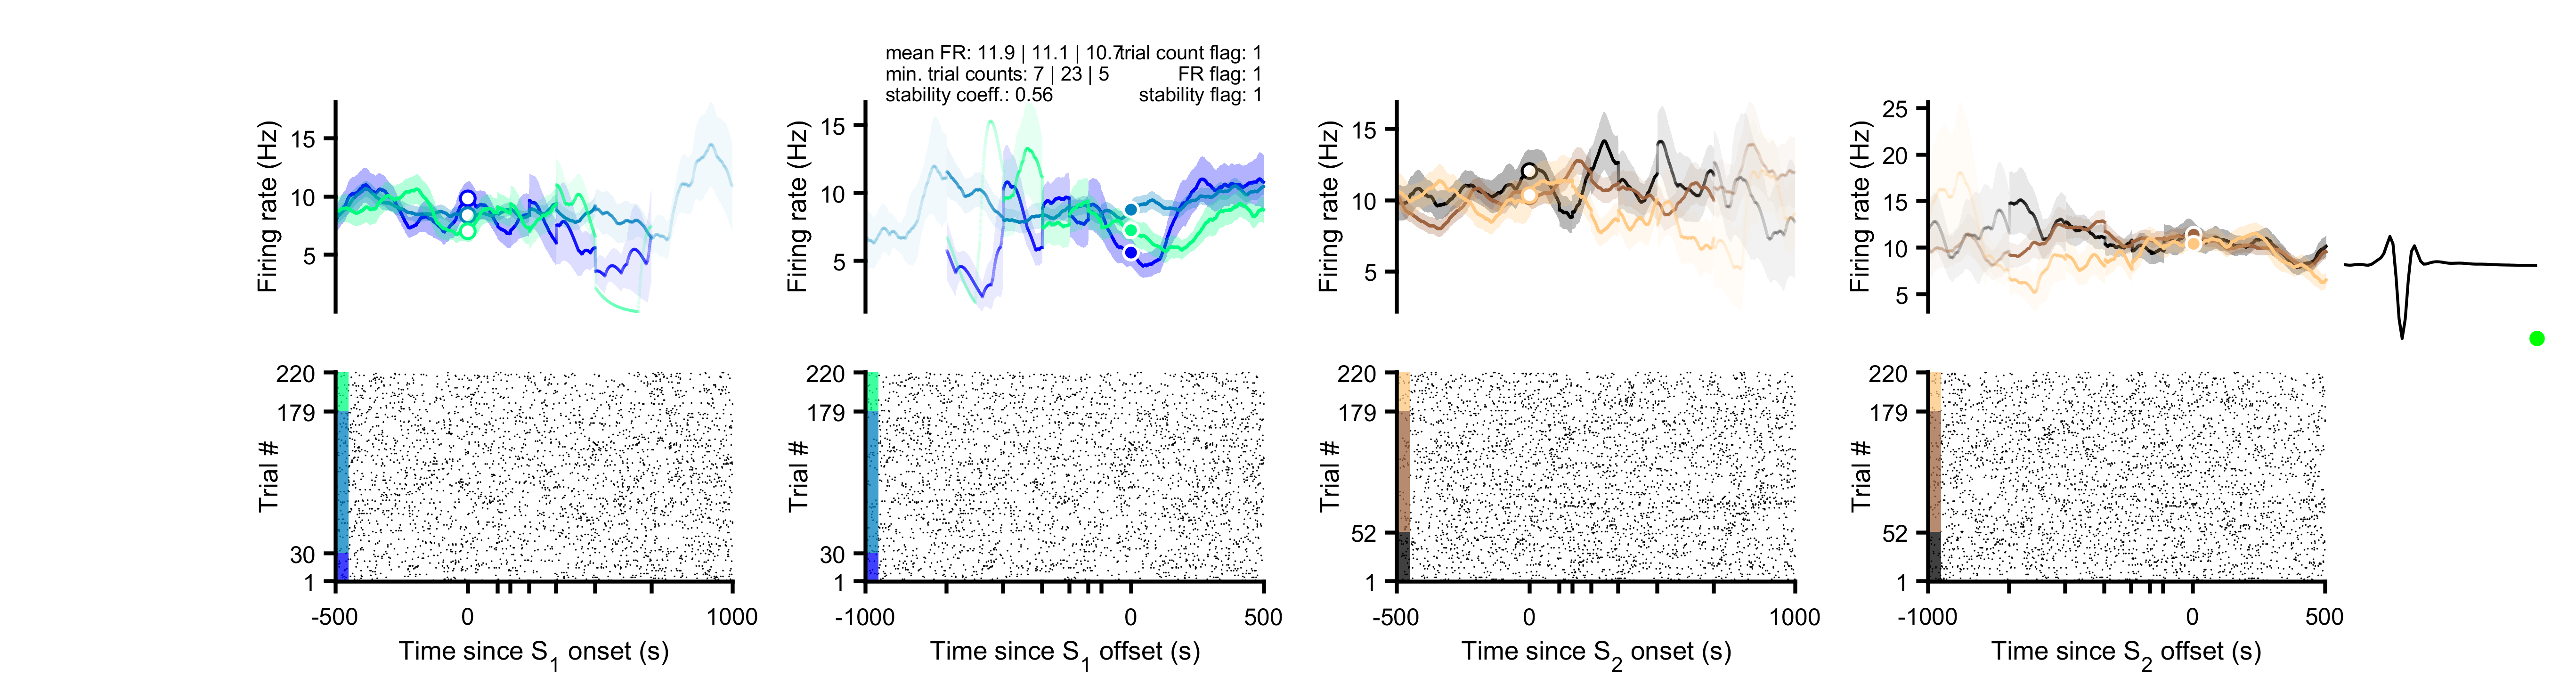 mean FR: 11.9 | 11.1 | 10.7
trial count flag: 1
min. trial counts: 7 | 23 | 5
FR flag: 1
stability coeff.: 0.56
stability flag: 1
Firing rate (Hz)
15
10
5
Firing rate (Hz)
15
10
5
Firing rate (Hz)
15
10
5
Firing rate (Hz)
25
20
15
10
5
Trial #
220
179
30
1
-500
0
1000
Time since S1 onset (s)
Trial #
220
179
30
1
-1000
0
500
Time since S1 offset (s)
Trial #
220
179
52
1
-500
0
1000
Time since S2 onset (s)
Trial #
220
179
52
1
-1000
0
500
Time since S2 offset (s)